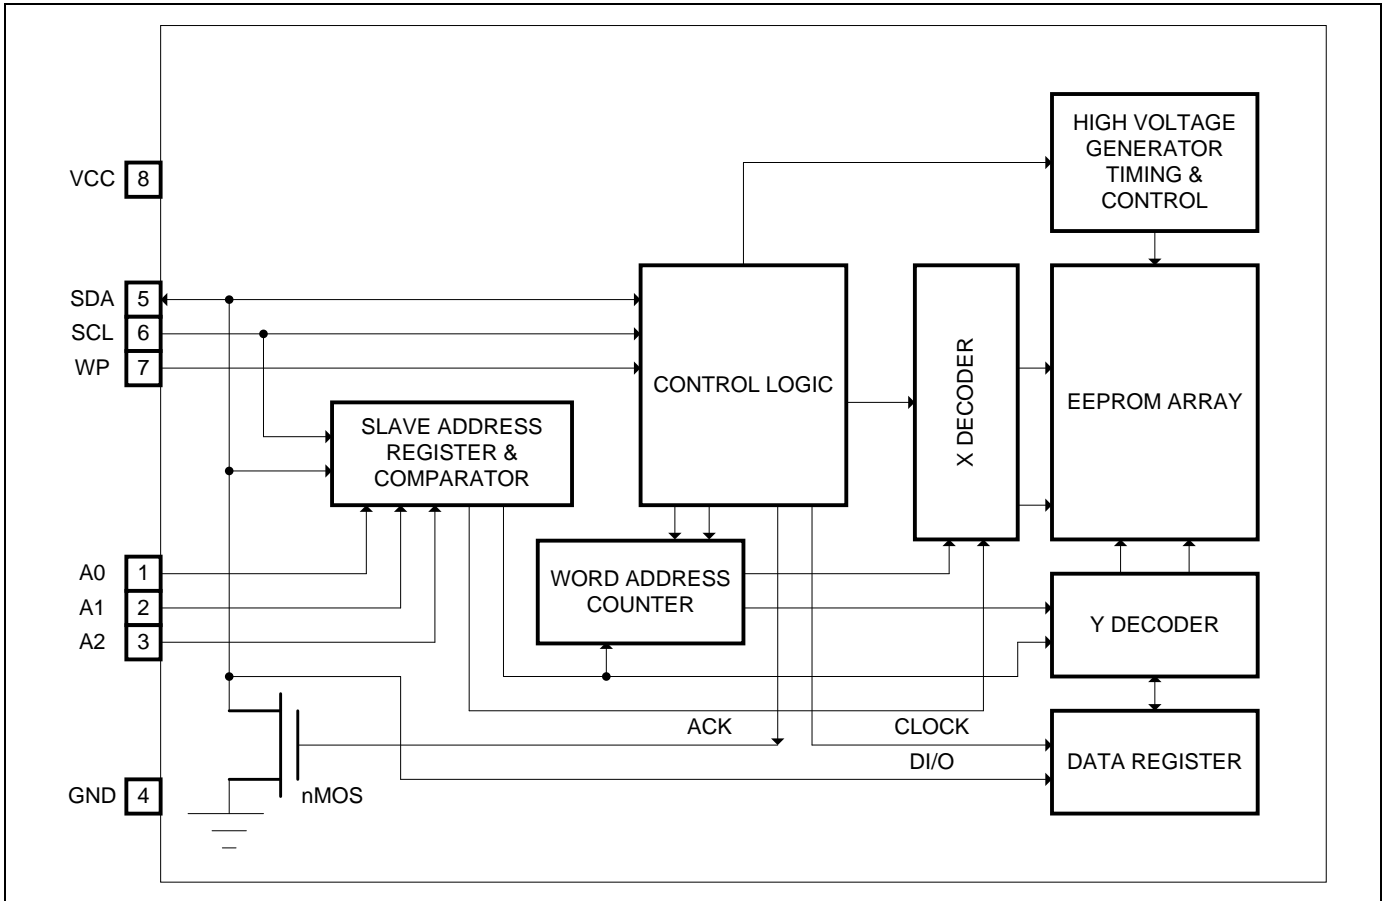 HIGH VOLTAGE
GENERATOR
TIMING &
CONTROL
VCC 8
SDA 5
SCL 6
WP 7
CONTROL LOGIC
X DECODER
EEPROM ARRAY
SLAVE ADDRESS
REGISTER &
COMPARATOR
A0 1
A1 2
A2 3
WORD ADDRESS
COUNTER
Y DECODER
ACK
CLOCK
DI/O
DATA REGISTER
GND 4
nMOS